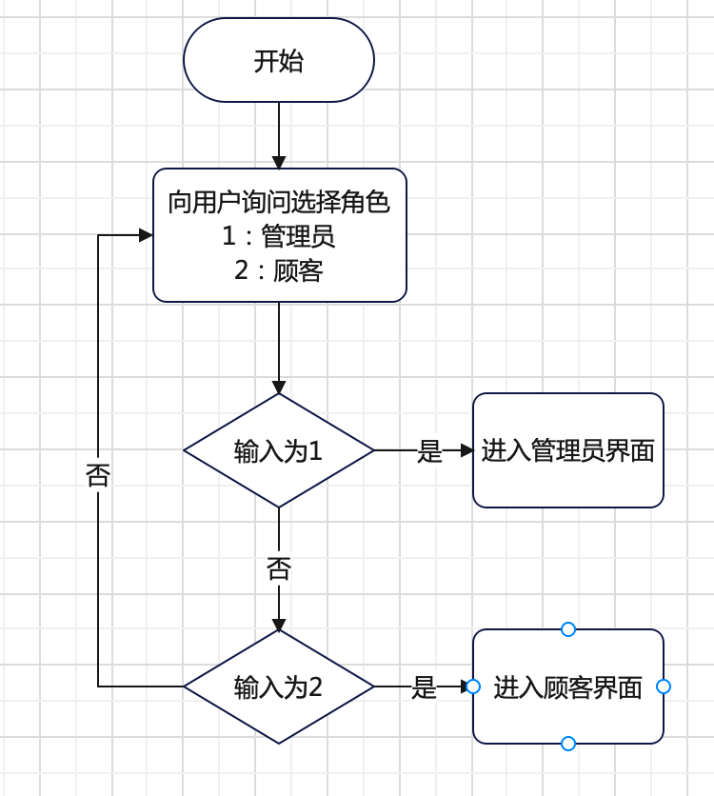 开始
向用户询问选择角色
1：管理员
2：顾客
输入为1
是
进入管理员界面
否
否
输入为2
是
进入顾客界面